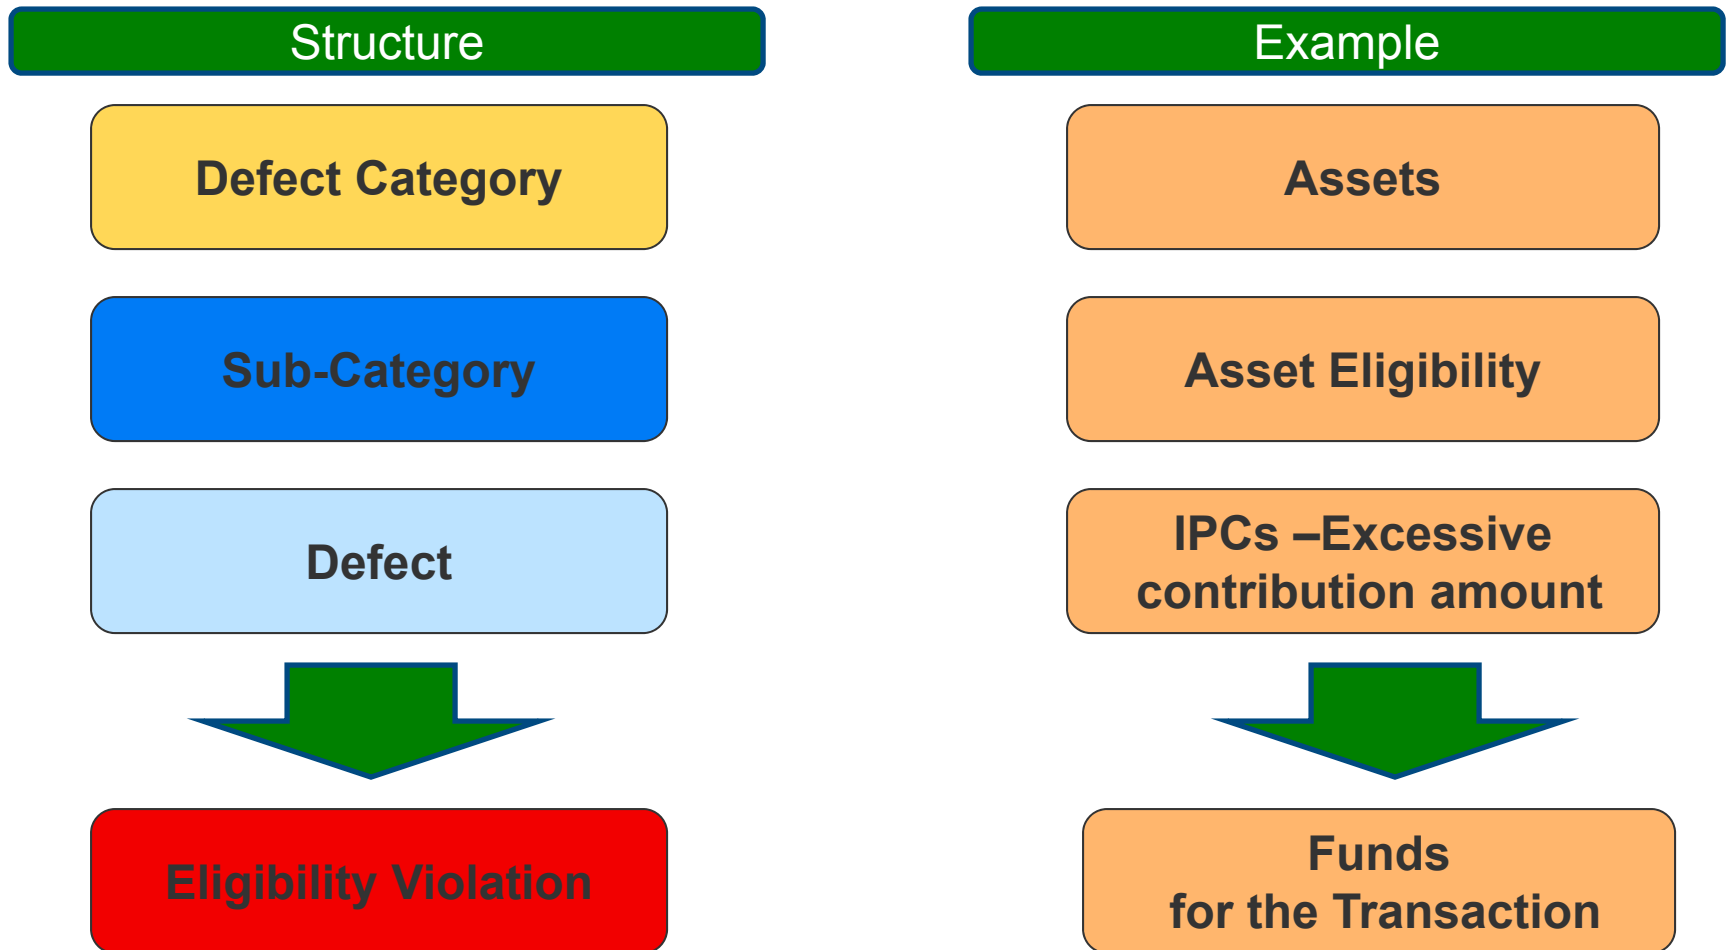 Structure
Example
Defect Category
Assets
Sub-Category
Asset Eligibility
Defect
IPCs –Excessive
contribution amount
Eligibility Violation
Funds
for the Transaction